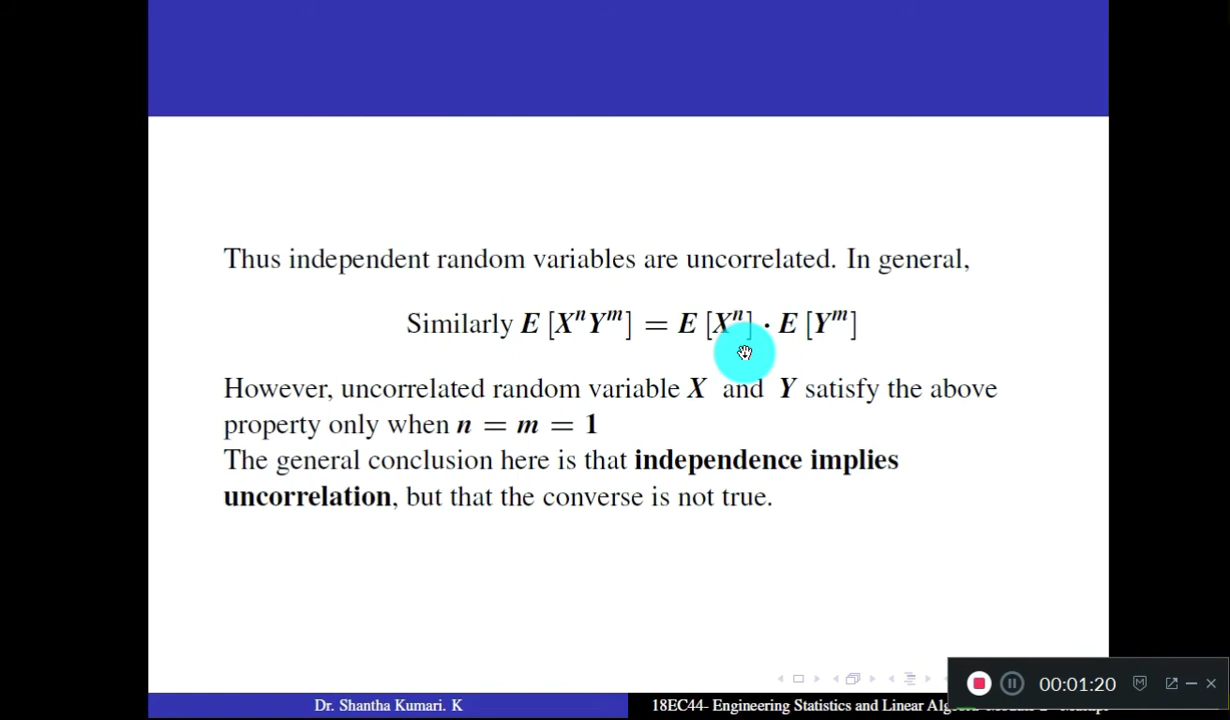 Thus independent random variables are uncorrelated. In general,
Similarly E [XⁿYᵐ] = E [Xⁿ] · E [Yᵐ]
However, uncorrelated random variable X and Y satisfy the above
property only when n = m = 1
The general conclusion here is that independence implies
uncorrelation, but that the converse is not true.
Dr. Shantha Kumari. K
18EC44- Engineering Statistics and Linear
00:01:20